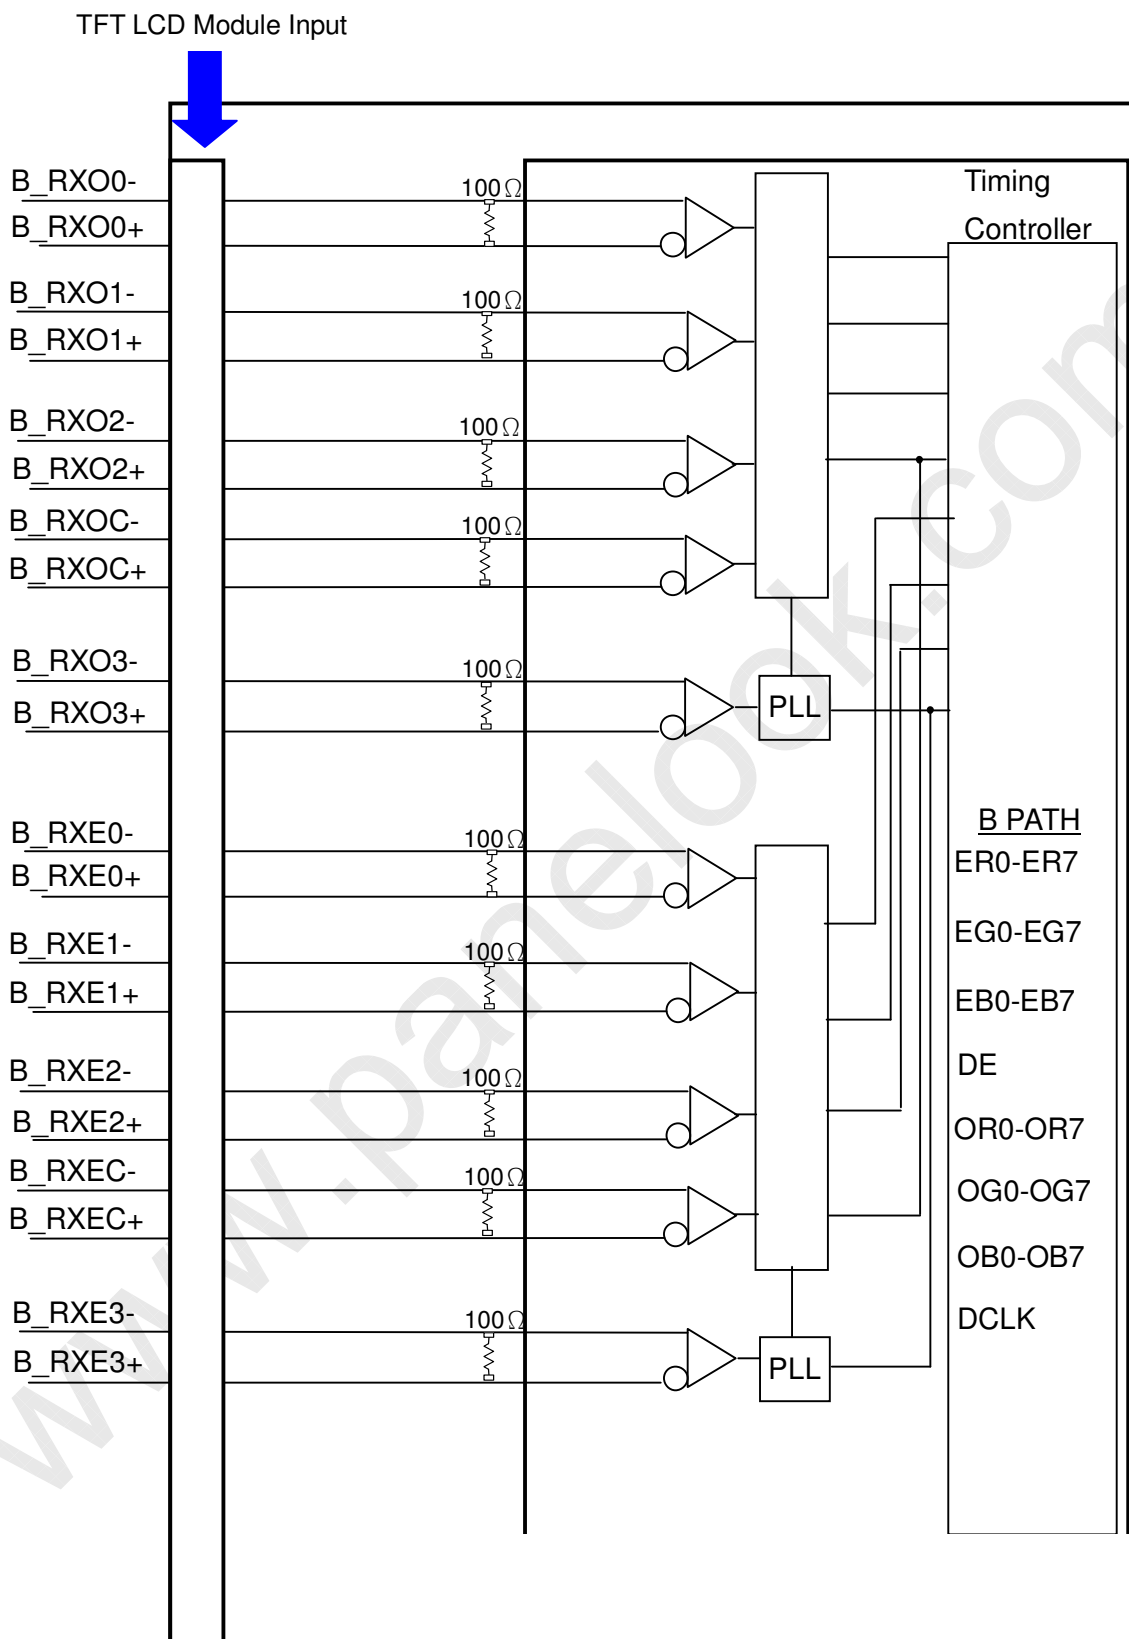 TFT LCD Module Input
Timing
Controller
B_RXO0-
100Ω
B_RXO0+
B_RXO1-
100Ω
B_RXO1+
B_RXO2-
100Ω
B_RXO2+
B_RXOC-
100Ω
B_RXOC+
B_RXO3-
100Ω
B_RXO3+
PLL
B_RXE0-
100Ω
B_RXE0+
B_RXE1-
100Ω
B_RXE1+
B_RXE2-
100Ω
B_RXE2+
B_RXEC-
100Ω
B_RXEC+
B_RXE3-
100Ω
B_RXE3+
PLL
B PATH
ER0-ER7
EG0-EG7
EB0-EB7
DE
OR0-OR7
OG0-OG7
OB0-OB7
DCLK
www.panelook.com